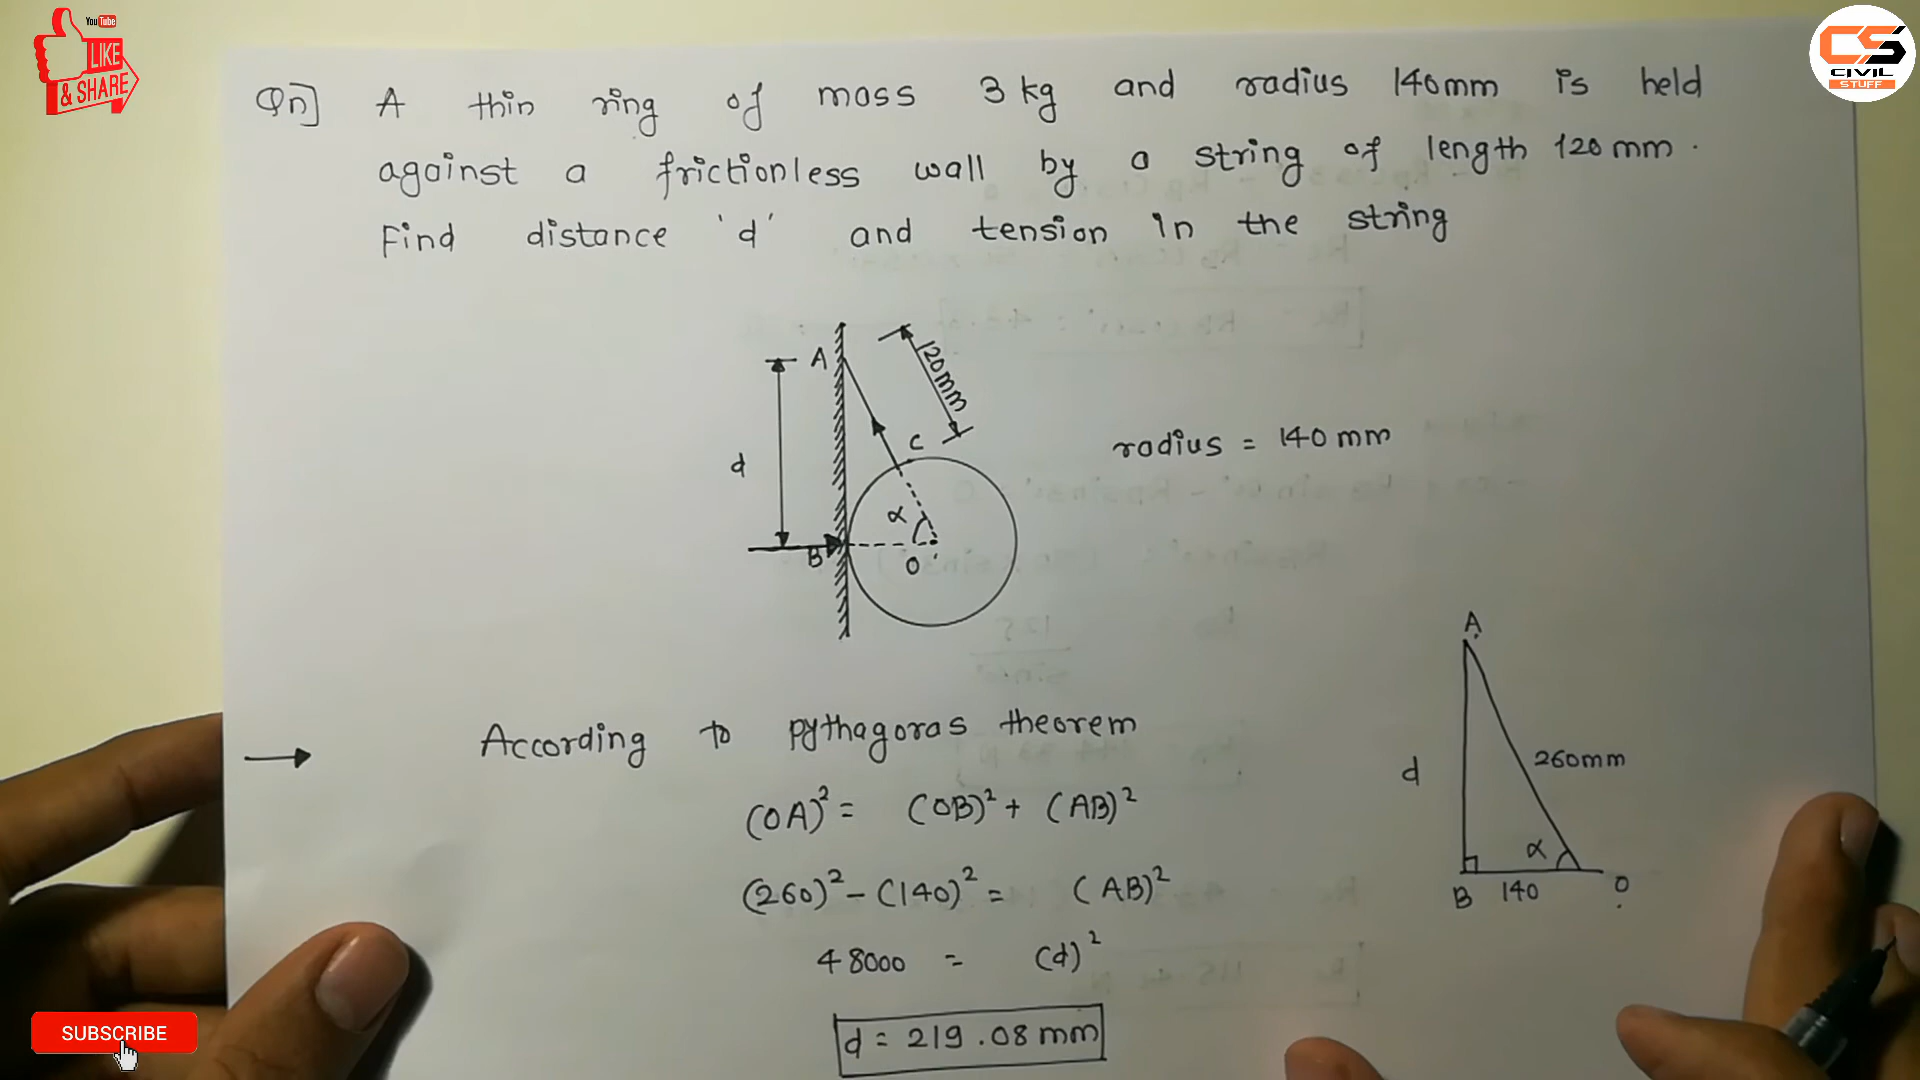 YouTube
LIKE
& SHARE
CS
CIVIL
STUFF
Qn] A thin ring of mass 3 kg and radius 140mm is held
against a frictionless wall by a string of length 120 mm.
Find distance 'd' and tension in the string
A
120mm
C
d
radius = 140 mm
α
B
O
A
→ According to pythagoras theorem
d
260mm
(OA)² = (OB)² + (AB)²
α
(260)² - (140)² = (AB)²
B 140 O
48000 = (d)²
d = 219.08 mm
SUBSCRIBE